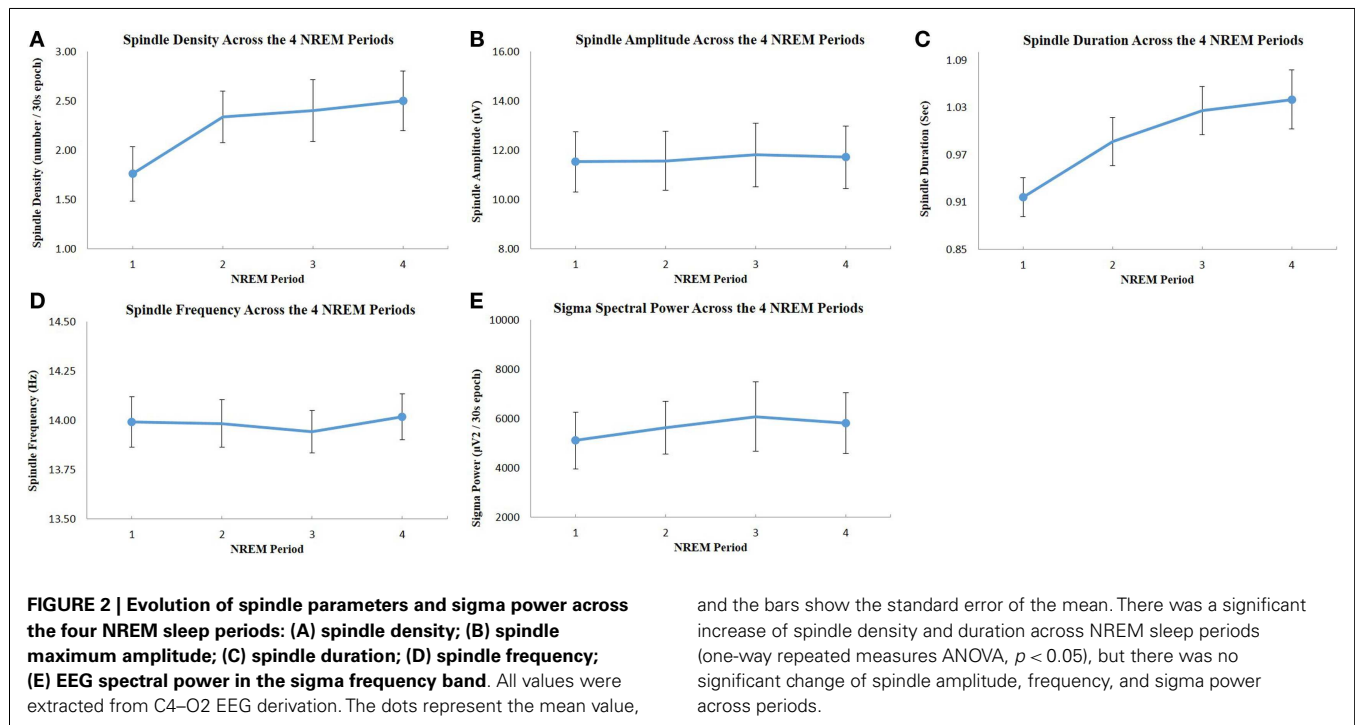 A
Spindle Density Across the 4 NREM Periods
3.00
2.50
2.00
1.50
1.00
Spindle Density (number / 30s epoch)
1
2
3
4
NREM Period
B
Spindle Amplitude Across the 4 NREM Periods
16.00
14.00
12.00
10.00
8.00
Spindle Amplitude (µV)
1
2
3
4
NREM Period
C
Spindle Duration Across the 4 NREM Periods
1.09
1.03
0.97
0.91
0.85
Spindle Duration (Sec)
1
2
3
4
NREM Period
D
Spindle Frequency Across the 4 NREM Periods
14.50
14.25
14.00
13.75
13.50
Spindle Frequency (Hz)
1
2
3
4
NREM Period
E
Sigma Spectral Power Across the 4 NREM Periods
10000
8000
6000
4000
2000
Sigma Power (µV2 / 30s epoch)
1
2
3
4
NREM Period
FIGURE 2 | Evolution of spindle parameters and sigma power across
the four NREM sleep periods: (A) spindle density; (B) spindle
maximum amplitude; (C) spindle duration; (D) spindle frequency;
(E) EEG spectral power in the sigma frequency band. All values were
extracted from C4–O2 EEG derivation. The dots represent the mean value,
and the bars show the standard error of the mean. There was a significant
increase of spindle density and duration across NREM sleep periods
(one-way repeated measures ANOVA, p < 0.05), but there was no
significant change of spindle amplitude, frequency, and sigma power
across periods.